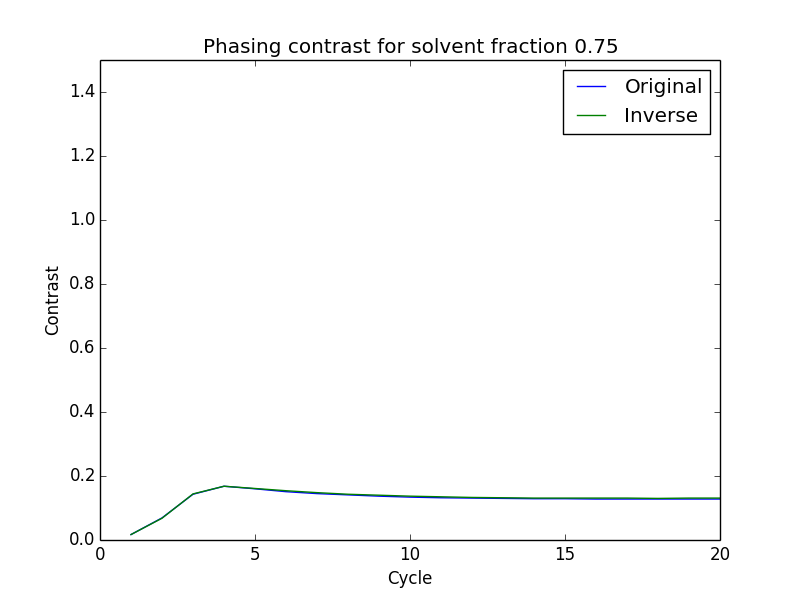 Phasing contrast for solvent fraction 0.75
Original
Inverse
1.4
1.2
1.0
0.8
0.6
0.4
0.2
0.0
Contrast
0 5 10 15 20
Cycle